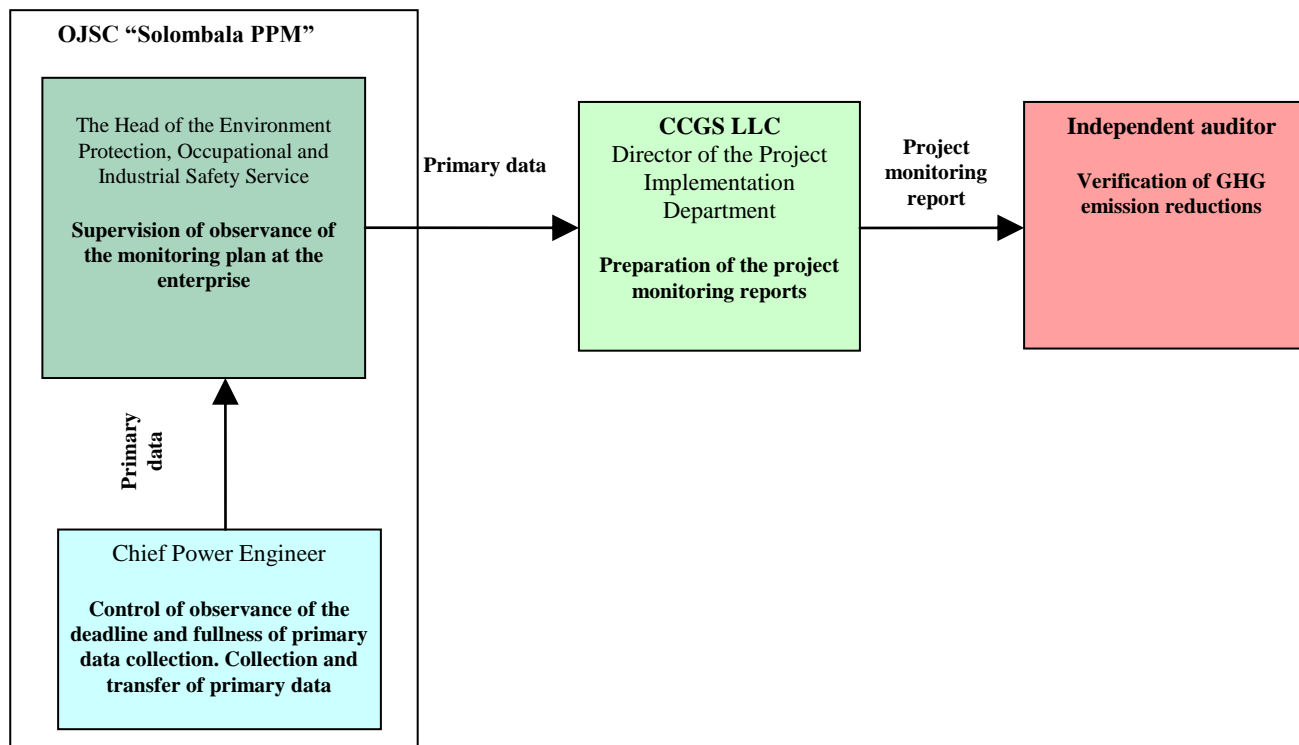 OJSC “Solombala PPM”
The Head of the Environment
Protection, Occupational and
Industrial Safety Service
Supervision of observance of
the monitoring plan at the
enterprise
Primary data
CCGS LLC
Director of the Project
Implementation
Department
Preparation of the project
monitoring reports
Project
monitoring
report
Independent auditor
Verification of GHG
emission reductions
Primary
data
Chief Power Engineer
Control of observance of the
deadline and fullness of primary
data collection. Collection and
transfer of primary data